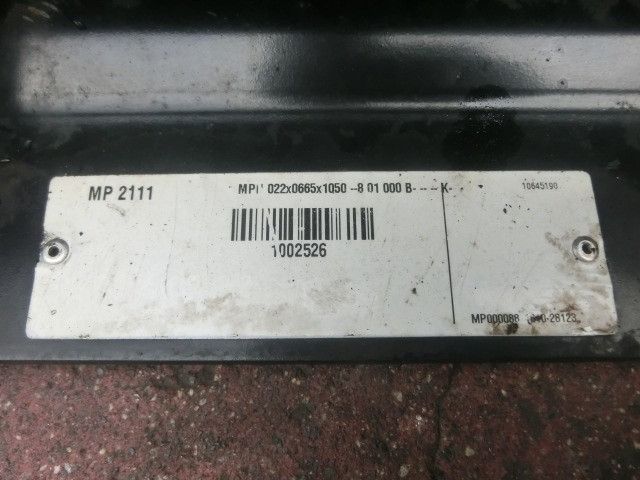 MP 2111
022x0665x1050 --8 01 000 B- -- -- K-
10645190
1002526
MP000088